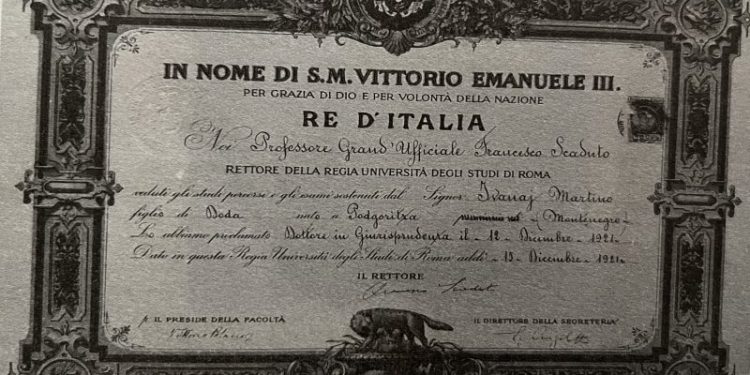 IN NOME DI S.M. VITTORIO EMANUELE III.
PER GRAZIA DI DIO E PER VOLONTÀ DELLA NAZIONE
RE D'ITALIA
Noi Professore Grand' Ufficiale Francesco Scaduto
RETTORE DELLA REGIA UNIVERSITÀ DEGLI STUDI DI ROMA
veduti gli studi percorsi e gli esami sostenuti dal Signor Ivanaj Martino
figlio di Doda nato a Podgoritza (Montenegro)
Lo abbiamo proclamato Dottore in Giurisprudenza il - 12 - Dicembre - 1921.
Dato in questa Regia Università degli Studi di Roma addì - 13 - Dicembre - 1921.
IL RETTORE
p. IL PRESIDE DELLA FACOLTÀ
IL DIRETTORE DELLA SEGRETERIA